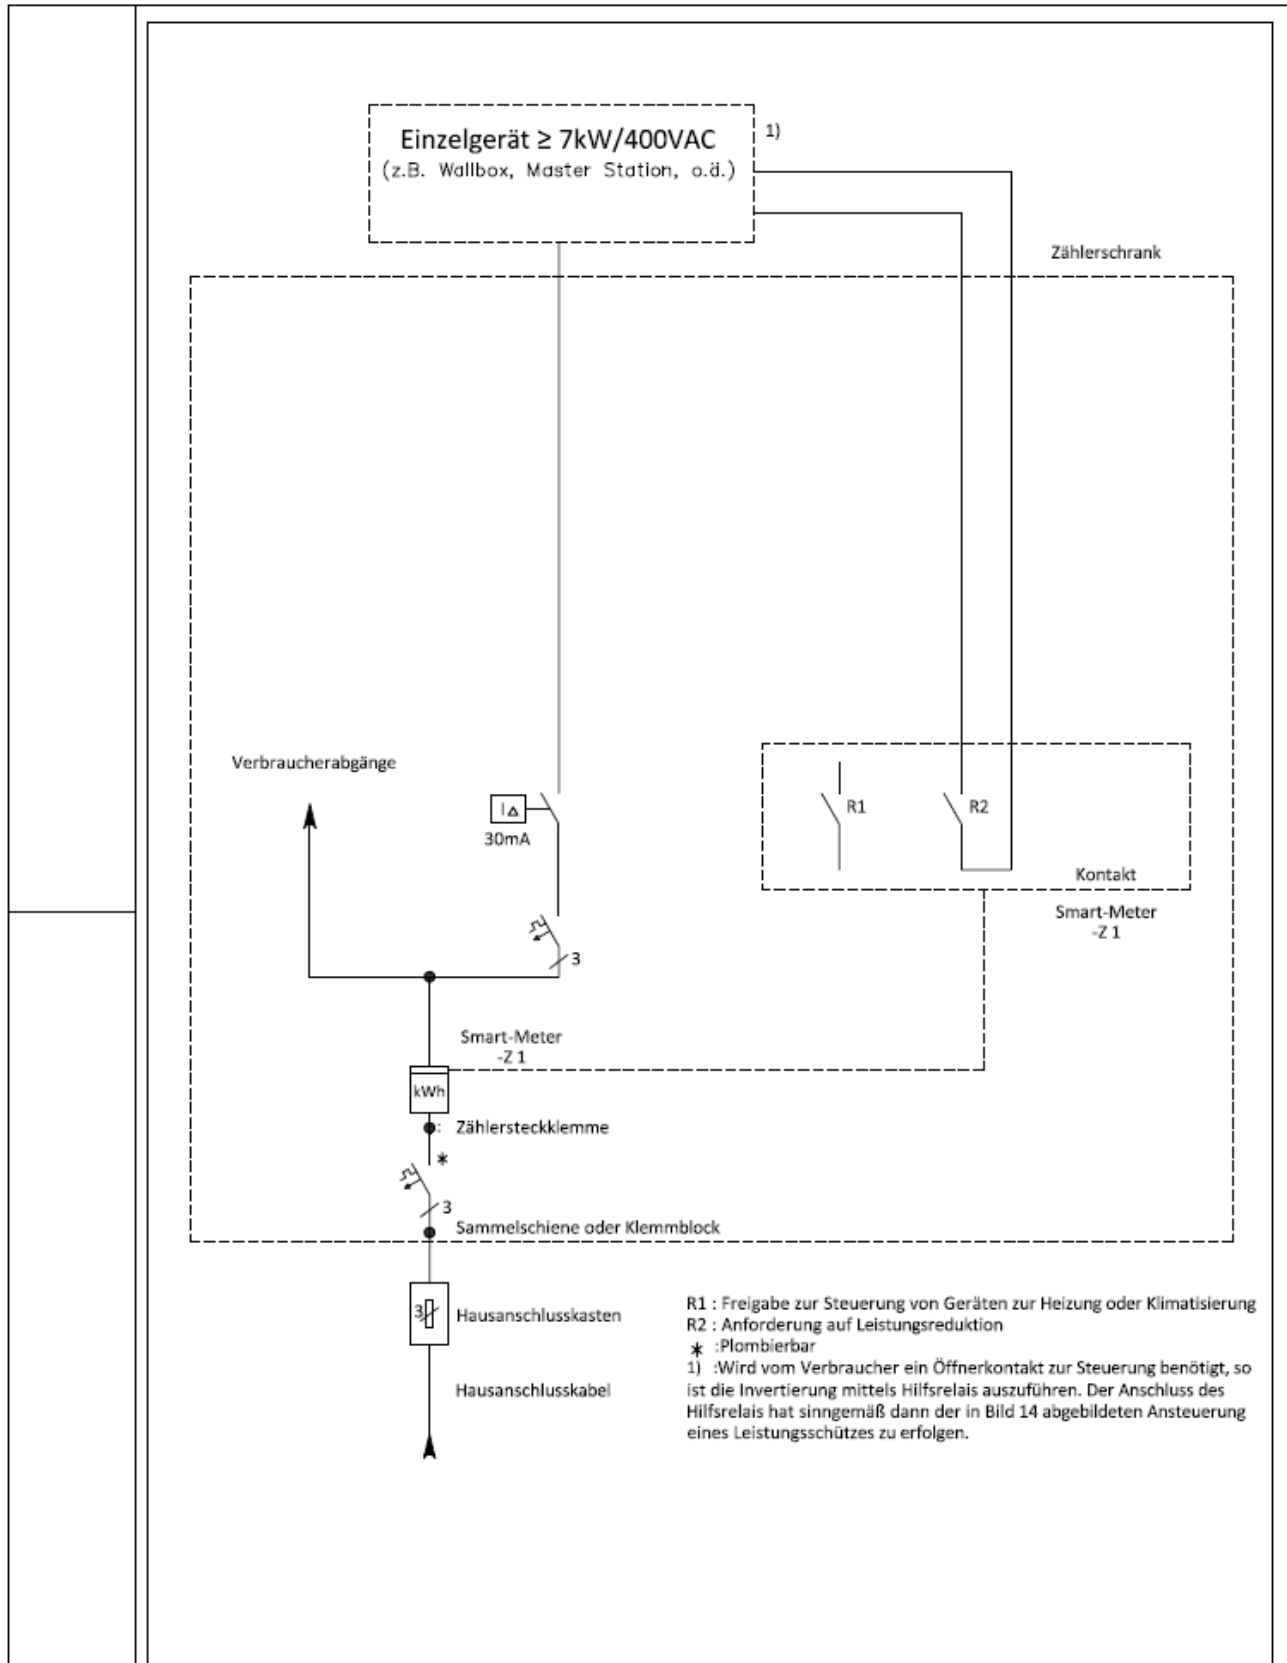 Einzelgerät ≥ 7kW/400VAC
(z.B. Wallbox, Master Station, o.ä.)
1)
Zählerschrank
Verbraucherabgänge
I△
30mA
R1
R2
Kontakt
Smart-Meter
-Z 1
3
Smart-Meter
-Z 1
kWh
: Zählersteckklemme
*
3
Sammelschiene oder Klemmblock
3
Hausanschlusskasten
Hausanschlusskabel
R1 : Freigabe zur Steuerung von Geräten zur Heizung oder Klimatisierung
R2 : Anforderung auf Leistungsreduktion
* :Plombierbar
1) :Wird vom Verbraucher ein Öffnerkontakt zur Steuerung benötigt, so
ist die Invertierung mittels Hilfsrelais auszuführen. Der Anschluss des
Hilfsrelais hat sinngemäß dann der in Bild 14 abgebildeten Ansteuerung
eines Leistungsschützes zu erfolgen.